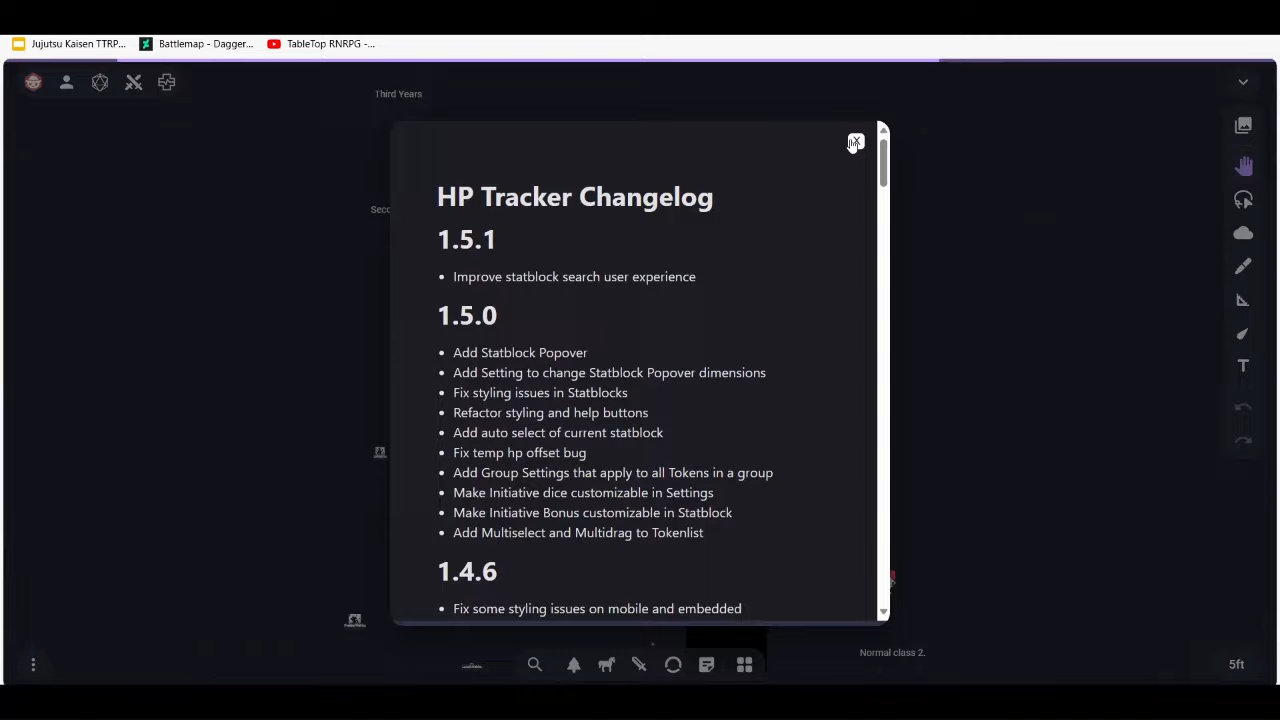 Jujutsu Kaisen TTRP...
Battlemap - Dagger...
TableTop RNRPG -...
Third Years
Seco
HP Tracker Changelog
1.5.1
• Improve statblock search user experience
1.5.0
• Add Statblock Popover
• Add Setting to change Statblock Popover dimensions
• Fix styling issues in Statblocks
• Refactor styling and help buttons
• Add auto select of current statblock
• Fix temp hp offset bug
• Add Group Settings that apply to all Tokens in a group
• Make Initiative dice customizable in Settings
• Make Initiative Bonus customizable in Statblock
• Add Multiselect and Multidrag to Tokenlist
1.4.6
• Fix some styling issues on mobile and embedded
Normal class 2.
5ft